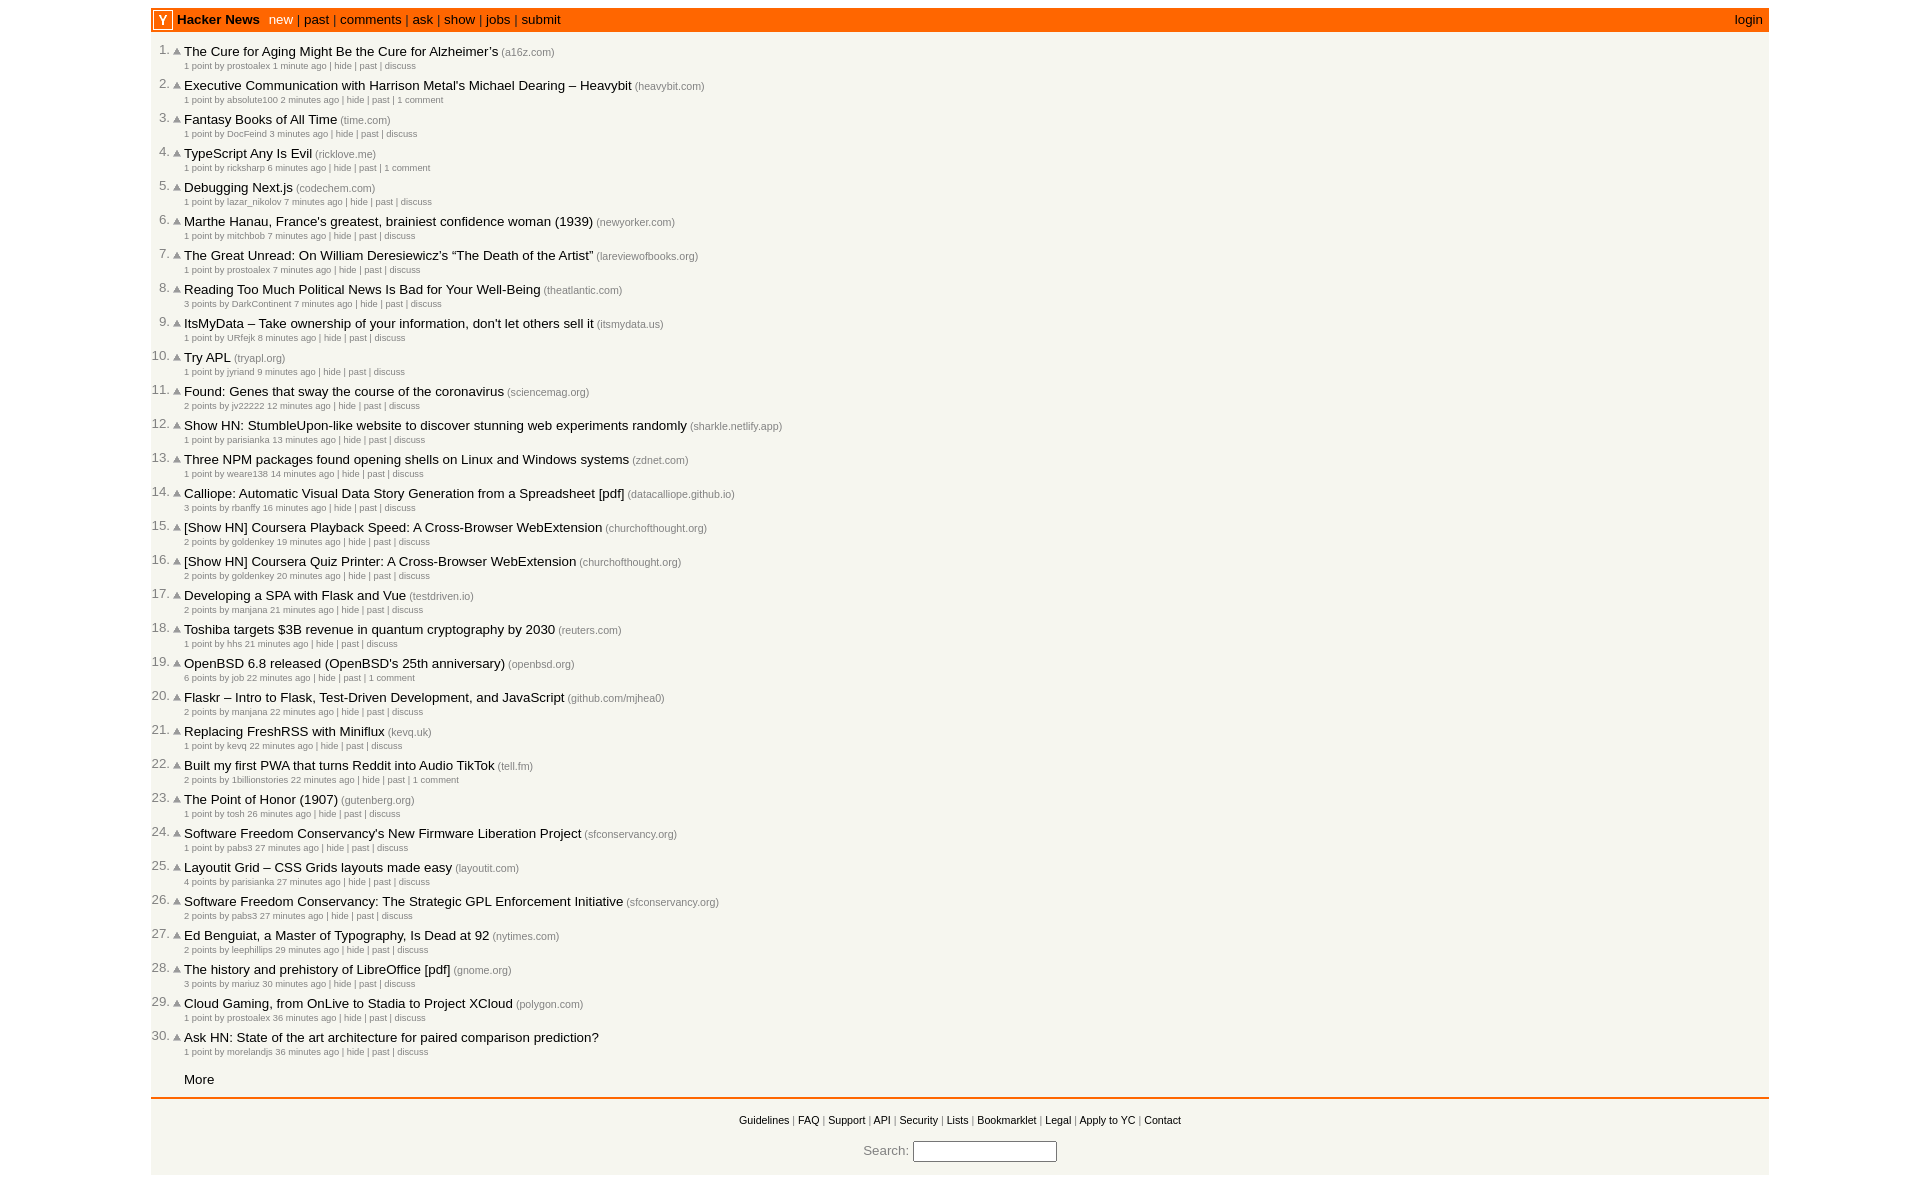 Y Hacker News new | past | comments | ask | show | jobs | submit login
1. The Cure for Aging Might Be the Cure for Alzheimer’s (a16z.com)
1 point by prostoalex 1 minute ago | hide | past | discuss
2. Executive Communication with Harrison Metal's Michael Dearing – Heavybit (heavybit.com)
1 point by absolute100 2 minutes ago | hide | past | 1 comment
3. Fantasy Books of All Time (time.com)
1 point by DocFeind 3 minutes ago | hide | past | discuss
4. TypeScript Any Is Evil (ricklove.me)
1 point by ricksharp 6 minutes ago | hide | past | 1 comment
5. Debugging Next.js (codechem.com)
1 point by lazar_nikolov 7 minutes ago | hide | past | discuss
6. Marthe Hanau, France's greatest, brainiest confidence woman (1939) (newyorker.com)
1 point by mitchbob 7 minutes ago | hide | past | discuss
7. The Great Unread: On William Deresiewicz’s “The Death of the Artist” (lareviewofbooks.org)
1 point by prostoalex 7 minutes ago | hide | past | discuss
8. Reading Too Much Political News Is Bad for Your Well-Being (theatlantic.com)
3 points by DarkContinent 7 minutes ago | hide | past | discuss
9. ItsMyData – Take ownership of your information, don't let others sell it (itsmydata.us)
1 point by URfejk 8 minutes ago | hide | past | discuss
10. Try APL (tryapl.org)
1 point by jyriand 9 minutes ago | hide | past | discuss
11. Found: Genes that sway the course of the coronavirus (sciencemag.org)
2 points by jv22222 12 minutes ago | hide | past | discuss
12. Show HN: StumbleUpon-like website to discover stunning web experiments randomly (sharkle.netlify.app)
1 point by parisianka 13 minutes ago | hide | past | discuss
13. Three NPM packages found opening shells on Linux and Windows systems (zdnet.com)
1 point by weare138 14 minutes ago | hide | past | discuss
14. Calliope: Automatic Visual Data Story Generation from a Spreadsheet [pdf] (datacalliope.github.io)
3 points by rbanffy 16 minutes ago | hide | past | discuss
15. [Show HN] Coursera Playback Speed: A Cross-Browser WebExtension (churchofthought.org)
2 points by goldenkey 19 minutes ago | hide | past | discuss
16. [Show HN] Coursera Quiz Printer: A Cross-Browser WebExtension (churchofthought.org)
2 points by goldenkey 20 minutes ago | hide | past | discuss
17. Developing a SPA with Flask and Vue (testdriven.io)
2 points by manjana 21 minutes ago | hide | past | discuss
18. Toshiba targets $3B revenue in quantum cryptography by 2030 (reuters.com)
1 point by hhs 21 minutes ago | hide | past | discuss
19. OpenBSD 6.8 released (OpenBSD's 25th anniversary) (openbsd.org)
6 points by job 22 minutes ago | hide | past | 1 comment
20. Flaskr – Intro to Flask, Test-Driven Development, and JavaScript (github.com/mjhea0)
2 points by manjana 22 minutes ago | hide | past | discuss
21. Replacing FreshRSS with Miniflux (kevq.uk)
1 point by kevq 22 minutes ago | hide | past | discuss
22. Built my first PWA that turns Reddit into Audio TikTok (tell.fm)
2 points by 1billionstories 22 minutes ago | hide | past | 1 comment
23. The Point of Honor (1907) (gutenberg.org)
1 point by tosh 26 minutes ago | hide | past | discuss
24. Software Freedom Conservancy's New Firmware Liberation Project (sfconservancy.org)
1 point by pabs3 27 minutes ago | hide | past | discuss
25. Layoutit Grid – CSS Grids layouts made easy (layoutit.com)
4 points by parisianka 27 minutes ago | hide | past | discuss
26. Software Freedom Conservancy: The Strategic GPL Enforcement Initiative (sfconservancy.org)
2 points by pabs3 27 minutes ago | hide | past | discuss
27. Ed Benguiat, a Master of Typography, Is Dead at 92 (nytimes.com)
2 points by leephillips 29 minutes ago | hide | past | discuss
28. The history and prehistory of LibreOffice [pdf] (gnome.org)
3 points by mariuz 30 minutes ago | hide | past | discuss
29. Cloud Gaming, from OnLive to Stadia to Project XCloud (polygon.com)
1 point by prostoalex 36 minutes ago | hide | past | discuss
30. Ask HN: State of the art architecture for paired comparison prediction?
1 point by morelandjs 36 minutes ago | hide | past | discuss
More
Guidelines | FAQ | Support | API | Security | Lists | Bookmarklet | Legal | Apply to YC | Contact
Search: